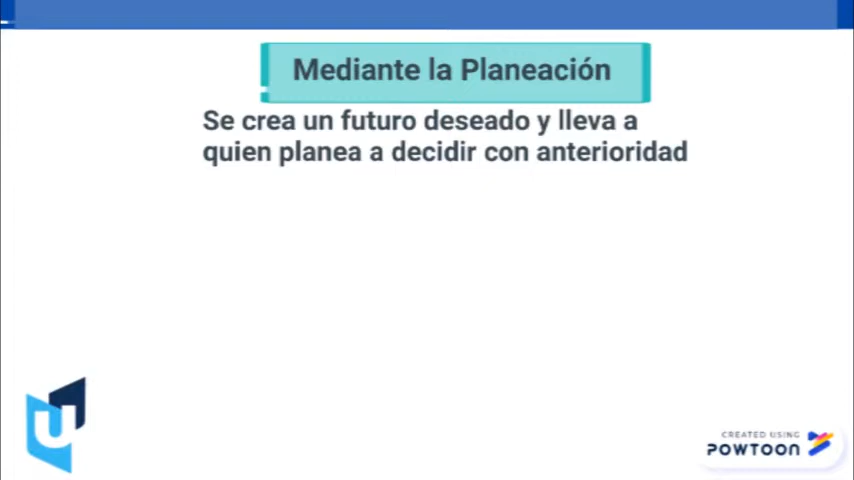 Mediante la Planeación
Se crea un futuro deseado y lleva a
quien planea a decidir con anterioridad
U
CREATED USING
POWTOON